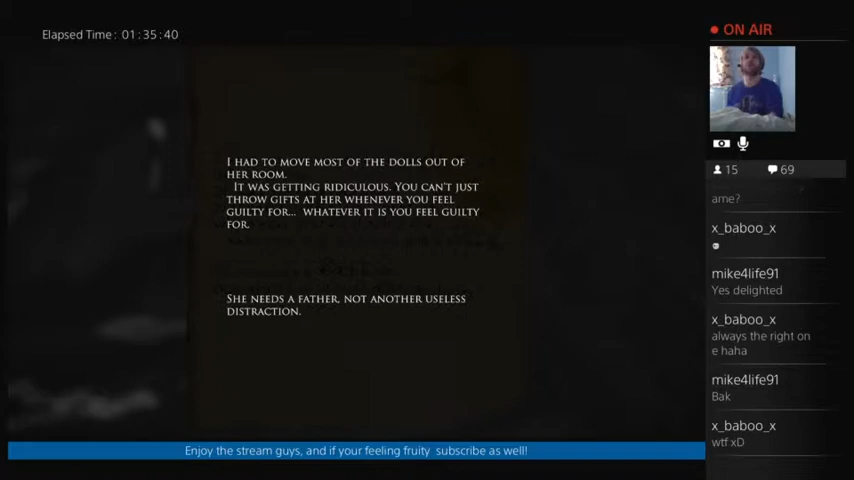 Elapsed Time: 01:35:40
ON AIR
I HAD TO MOVE MOST OF THE DOLLS OUT OF
HER ROOM.
IT WAS GETTING RIDICULOUS. YOU CAN'T JUST
THROW GIFTS AT HER WHENEVER YOU FEEL
GUILTY FOR... WHATEVER IT IS YOU FEEL GUILTY
FOR.
SHE NEEDS A FATHER, NOT ANOTHER USELESS
DISTRACTION.
15 69
ame?
x_baboo_x
mike4life91
Yes delighted
x_baboo_x
always the right on
e haha
mike4life91
Bak
x_baboo_x
wtf xD
Enjoy the stream guys, and if your feeling fruity subscribe as well!